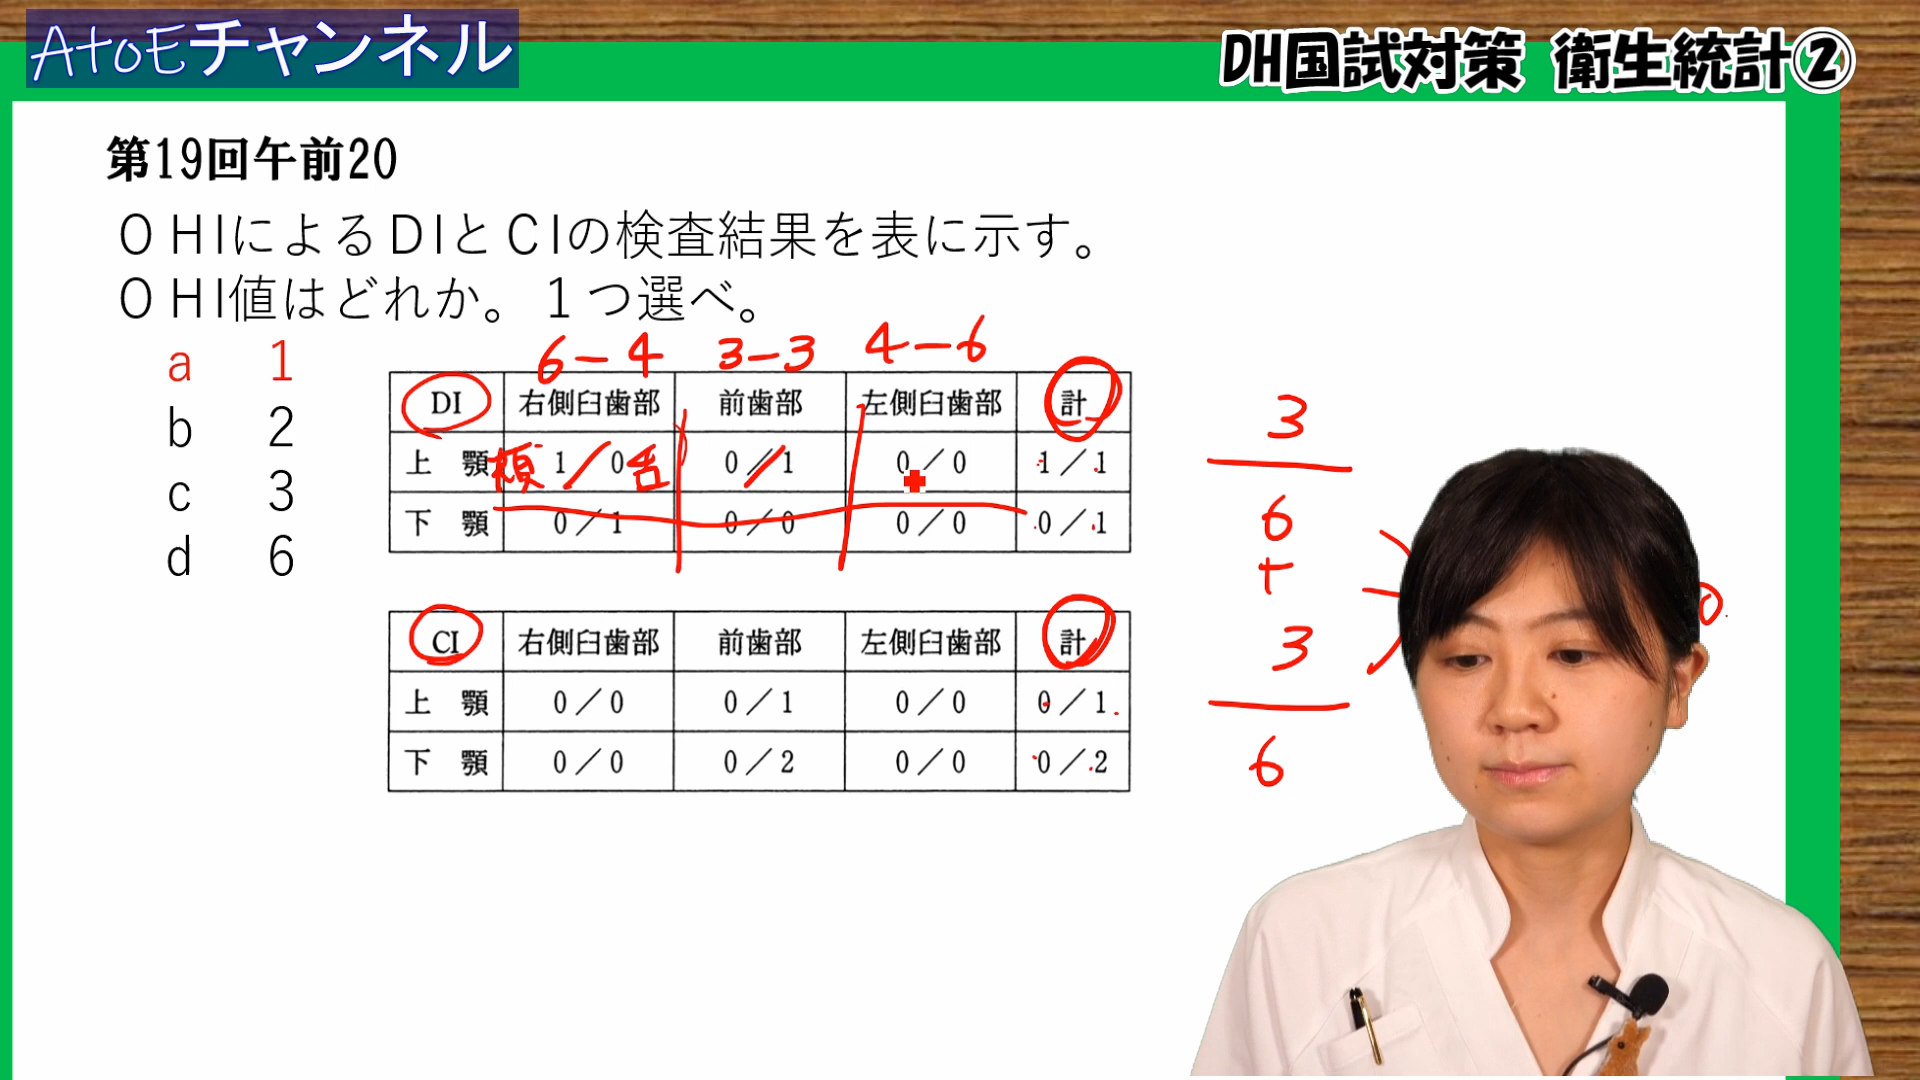 AtoEチャンネル
DH国試対策 衛生統計②
第19回午前20
OHIによるDIとCIの検査結果を表に示す。
OHI値はどれか。1つ選べ。
a 1
b 2
c 3
d 6
6-4 3-3 4-6
DI 右側臼歯部 前歯部 左側臼歯部 計
上顎 頬 1/0 舌 0/1 0/0 1/1
下顎 0/1 0/0 0/0 0/1
CI 右側臼歯部 前歯部 左側臼歯部 計
上顎 0/0 0/1 0/0 0/1
下顎 0/0 0/2 0/0 0/2
3
6
+
3
6